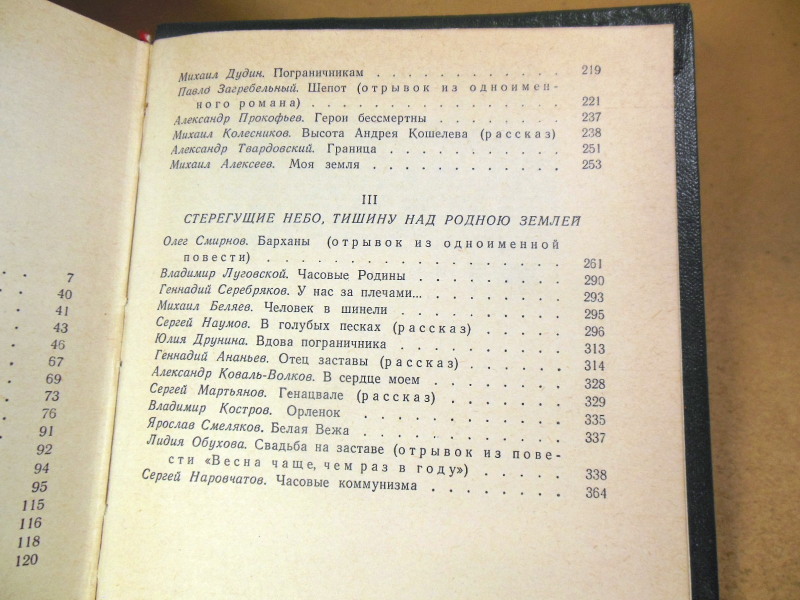 7
40
41
43
46
67
69
73
76
91
92
94
95
115
116
118
120
Михаил Дудин. Пограничникам . . . . . . . . . . . . 219
Павло Загребельный. Шепот (отрывок из одноимен-
ного романа) . . . . . . . . . . . . . . . . 221
Александр Прокофьев. Герои бессмертны . . . . . . . . 237
Михаил Колесников. Высота Андрея Кошелева (рассказ) 238
Александр Твардовский. Граница . . . . . . . . . . . 251
Михаил Алексеев. Моя земля . . . . . . . . . . . . 253
III
СТЕРЕГУЩИЕ НЕБО, ТИШИНУ НАД РОДНОЮ ЗЕМЛЕЙ
Олег Смирнов. Барханы (отрывок из одноименной
повести) . . . . . . . . . . . . . . . . . . 261
Владимир Луговской. Часовые Родины . . . . . . . . . 290
Геннадий Серебряков. У нас за плечами... . . . . . . . . 293
Михаил Беляев. Человек в шинели . . . . . . . . . . 295
Сергей Наумов. В голубых песках (рассказ) . . . . . . 296
Юлия Друнина. Вдова пограничника . . . . . . . . . . 313
Геннадий Ананьев. Отец заставы (рассказ) . . . . . . 314
Александр Коваль-Волков. В сердце моем . . . . . . . . 328
Сергей Мартьянов. Генацвале (рассказ) . . . . . . . 329
Владимир Костров. Орленок . . . . . . . . . . . 335
Ярослав Смеляков. Белая Вежа . . . . . . . . . . . 337
Лидия Обухова. Свадьба на заставе (отрывок из пове-
сти «Весна чаще, чем раз в году») . . . . . 338
Сергей Наровчатов. Часовые коммунизма . . . . . . . . 364